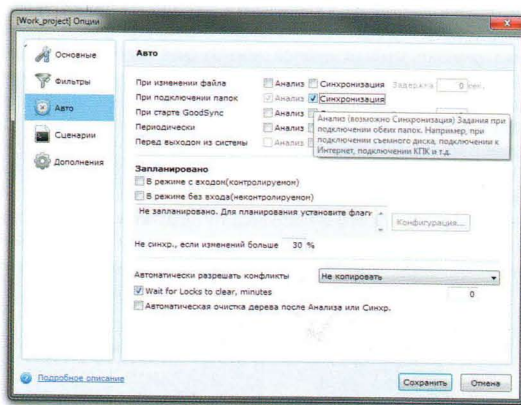 [Work_project] Опции
Основные
Фильтры
Авто
Сценарии
Дополнения
Авто
При изменении файла Анализ Синхронизация Задержка 0 сек.
При подключении папок Анализ Синхронизация
При старте GoodSync Анализ
Периодически Анализ
Перед выходом из системы Анализ
Анализ (возможно Синхронизация) Задания при
подключении обеих папок. Например, при
подключении съемного диска, подключении к
Интернет, подключении КПК и т.д.
Запланировано
В режиме с входом(контролируемом)
В режиме без входа(неконтролируемом)
Не запланировано. Для планирования установите флагу
Конфигурация...
Не синхр., если изменений больше 30 %
Автоматически разрешать конфликты Не копировать
Wait for Locks to clear, minutes 0
Автоматическая очистка дерева после Анализа или Синхр.
Подробное описание
Сохранить Отмена